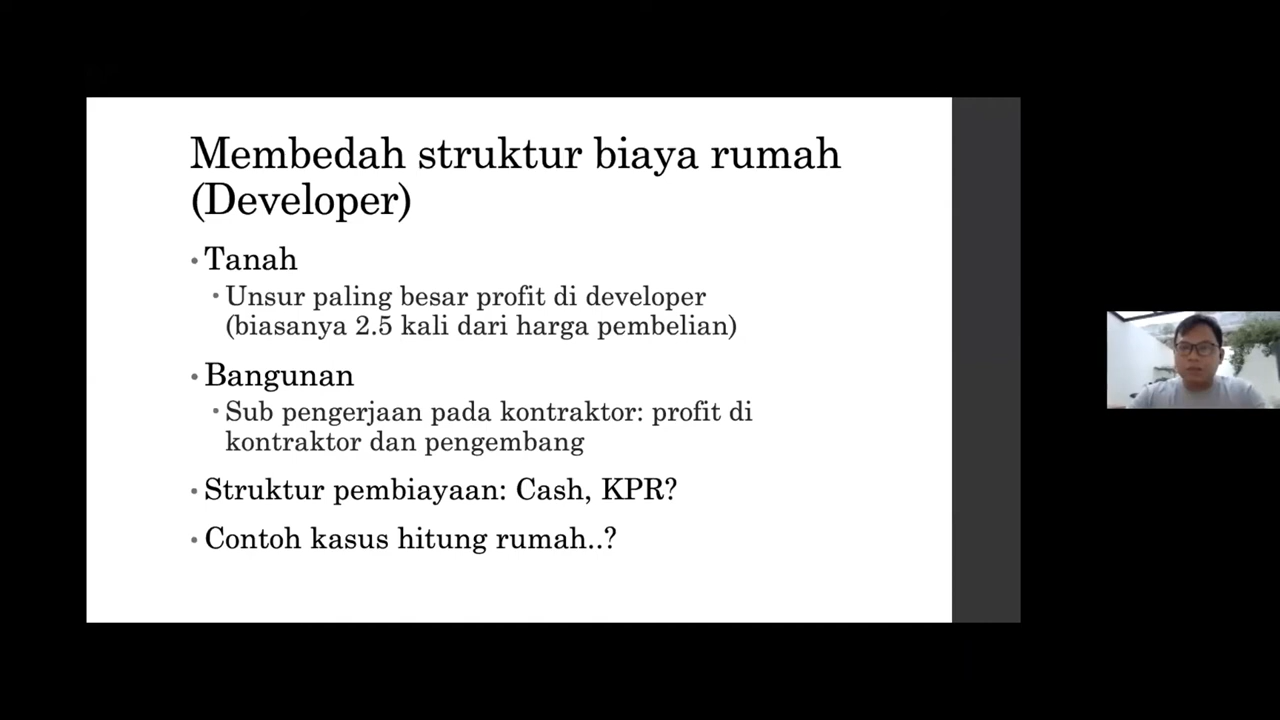 Membedah struktur biaya rumah
(Developer)
• Tanah
• Unsur paling besar profit di developer
(biasanya 2.5 kali dari harga pembelian)
• Bangunan
• Sub pengerjaan pada kontraktor: profit di
kontraktor dan pengembang
• Struktur pembiayaan: Cash, KPR?
• Contoh kasus hitung rumah..?